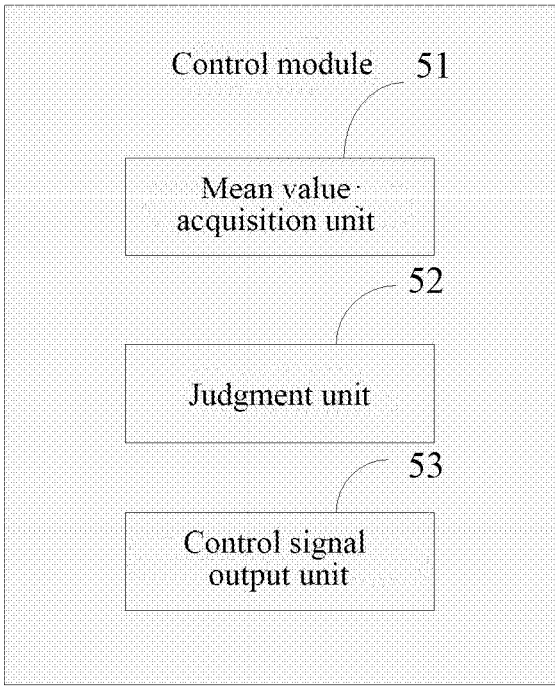 Control module 51
Mean value
acquisition unit
52
Judgment unit
53
Control signal
output unit